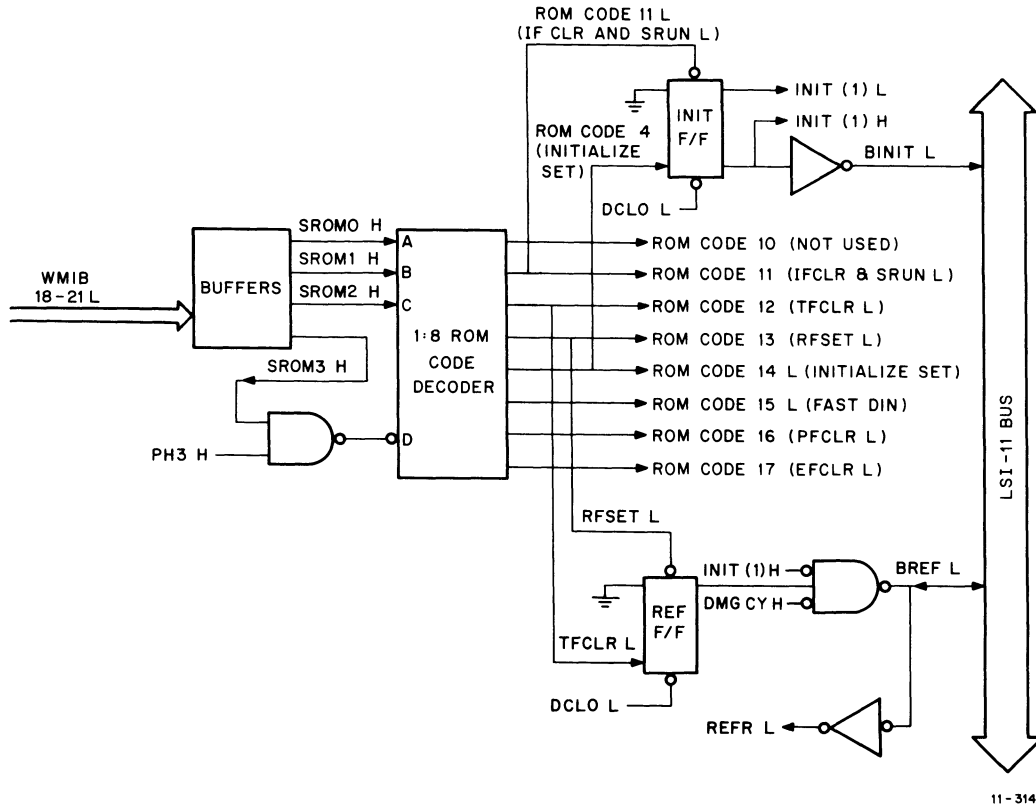 ROM CODE 11 L
(IF CLR AND SRUN L)
INIT
F/F
INIT (1) L
INIT (1) H
BINIT L
ROM CODE 4
(INITIALIZE
SET)
DCLO L
WMIB
18-21 L
BUFFERS
SROM0 H
SROM1 H
SROM2 H
SROM3 H
PH3 H
A
B
C
D
1:8 ROM
CODE
DECODER
ROM CODE 10 (NOT USED)
ROM CODE 11 (IFCLR & SRUN L)
ROM CODE 12 (TFCLR L)
ROM CODE 13 (RFSET L)
ROM CODE 14 L (INITIALIZE SET)
ROM CODE 15 L (FAST DIN)
ROM CODE 16 (PFCLR L)
ROM CODE 17 (EFCLR L)
LSI-11 BUS
RFSET L
REF
F/F
INIT (1) H
DMG CY H
BREF L
TFCLR L
DCLO L
REFR L
11-314